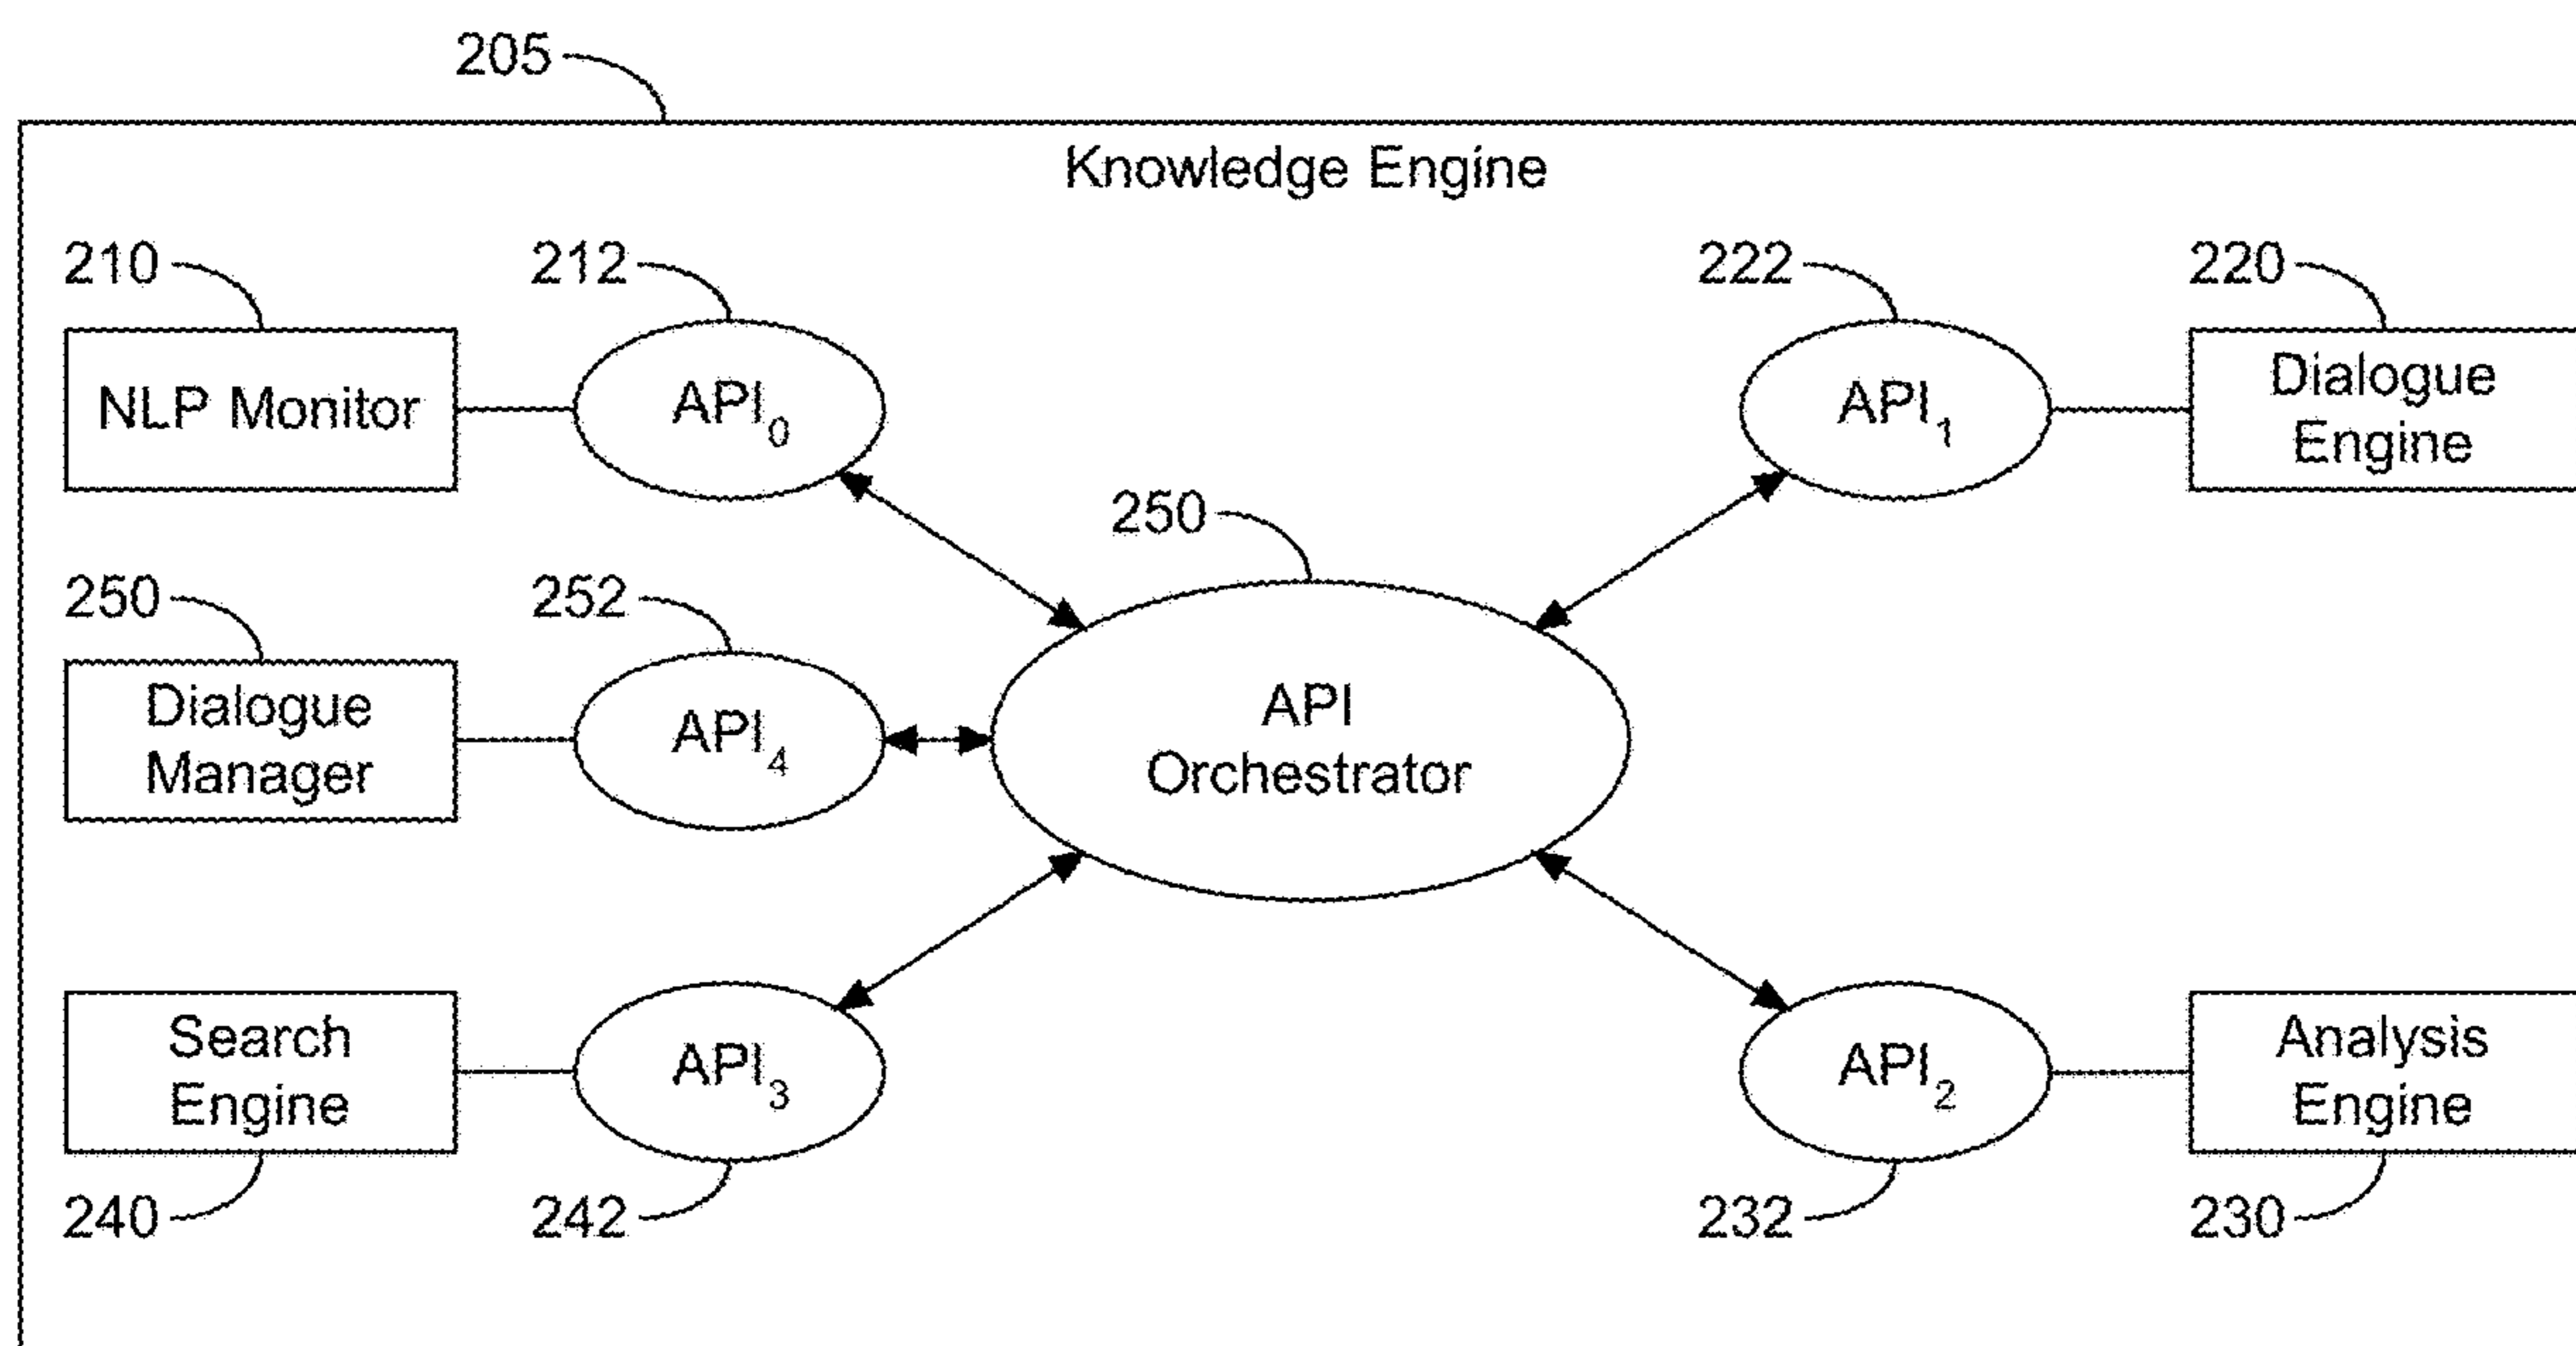 205
Knowledge Engine
210
212
222
220
NLP Monitor
API0
API1
Dialogue
Engine
250
250
252
Dialogue
Manager
API4
API
Orchestrator
Search
Engine
API3
API2
Analysis
Engine
240
242
232
230